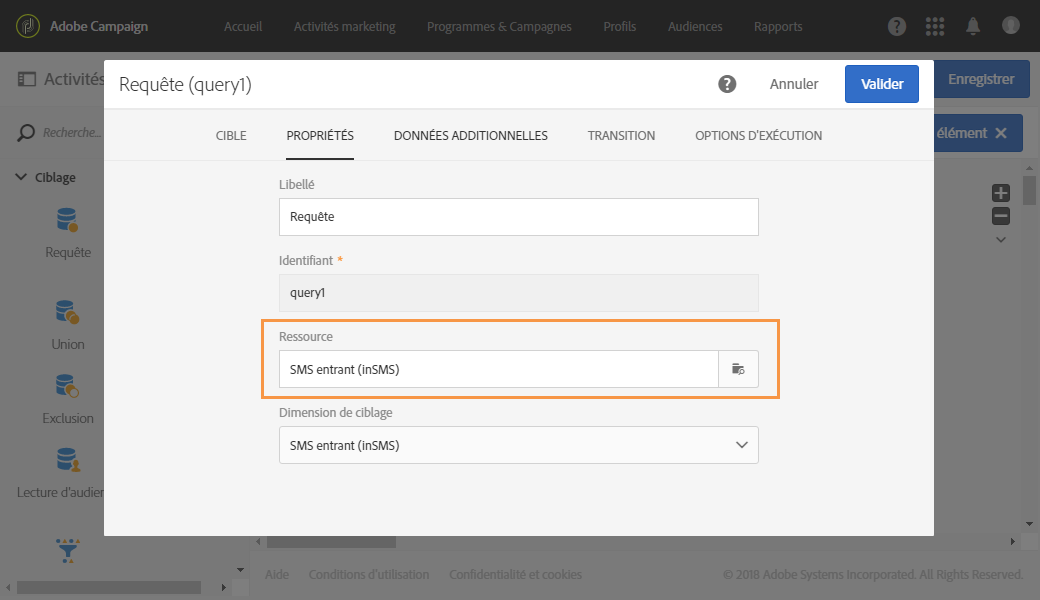 Adobe Campaign
Accueil
Activités marketing
Programmes & Campagnes
Profils
Audiences
Rapports
Activités
Enregistrer
Requête (query1)
Annuler
Valider
Recherche...
élément
CIBLE
PROPRIÉTÉS
DONNÉES ADDITIONNELLES
TRANSITION
OPTIONS D'EXÉCUTION
Ciblage
Requête
Union
Exclusion
Lecture d'audien
Libellé
Requête
Identifiant *
query1
Ressource
SMS entrant (inSMS)
Dimension de ciblage
SMS entrant (inSMS)
Aide
Conditions d'utilisation
Confidentialité et cookies
© 2018 Adobe Systems Incorporated. All Rights Reserved.